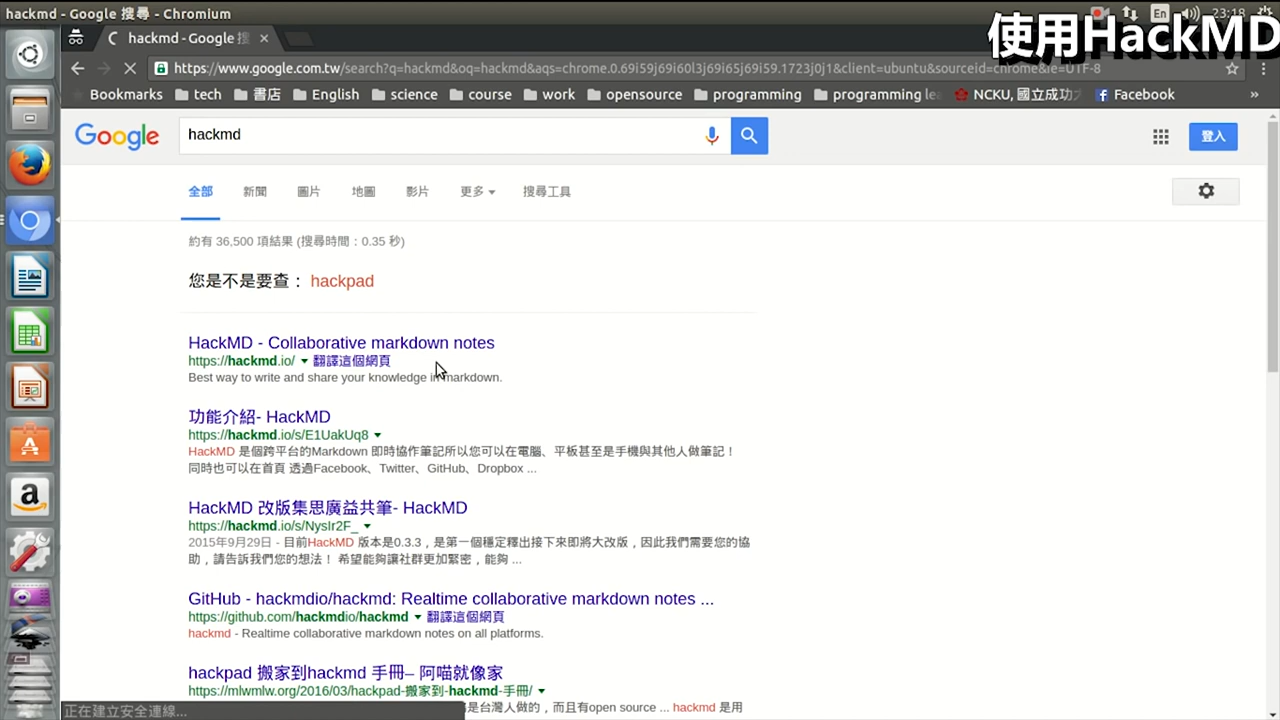 hackmd - Google 搜尋 - Chromium
En
23:18
使用HackMD
hackmd - Google 搜
https://www.google.com.tw/search?q=hackmd&oq=hackmd&aqs=chrome.0.69i59j69i60l3j69i65j69i59.1723j0j1&client=ubuntu&sourceid=chrome&ie=UTF-8
Bookmarks tech 書店 English science course work opensource programming programming lea NCKU, 國立成功大 Facebook »
Google
hackmd
登入
全部 新聞 圖片 地圖 影片 更多 搜尋工具
約有 36,500 項結果 (搜尋時間：0.35 秒)
您是不是要查： hackpad
HackMD - Collaborative markdown notes
https://hackmd.io/ 翻譯這個網頁
Best way to write and share your knowledge in markdown.
功能介紹- HackMD
https://hackmd.io/s/E1UakUq8
HackMD 是個跨平台的Markdown 即時協作筆記所以您可以在電腦、平板甚至是手機與其他人做筆記！
同時也可以在首頁 透過Facebook、Twitter、GitHub、Dropbox ...
HackMD 改版集思廣益共筆- HackMD
https://hackmd.io/s/NysIr2F_
2015年9月29日 - 目前HackMD 版本是0.3.3，是第一個穩定釋出接下來即將大改版，因此我們需要您的協
助，請告訴我們您的想法！ 希望能夠讓社群更加緊密，能夠 ...
GitHub - hackmdio/hackmd: Realtime collaborative markdown notes ...
https://github.com/hackmdio/hackmd 翻譯這個網頁
hackmd - Realtime collaborative markdown notes on all platforms.
hackpad 搬家到hackmd 手冊– 阿喵就像家
https://mlwmlw.org/2016/03/hackpad-搬家到-hackmd-手冊/
是台灣人做的，而且有open source ... hackmd 是用
正在建立安全連線...